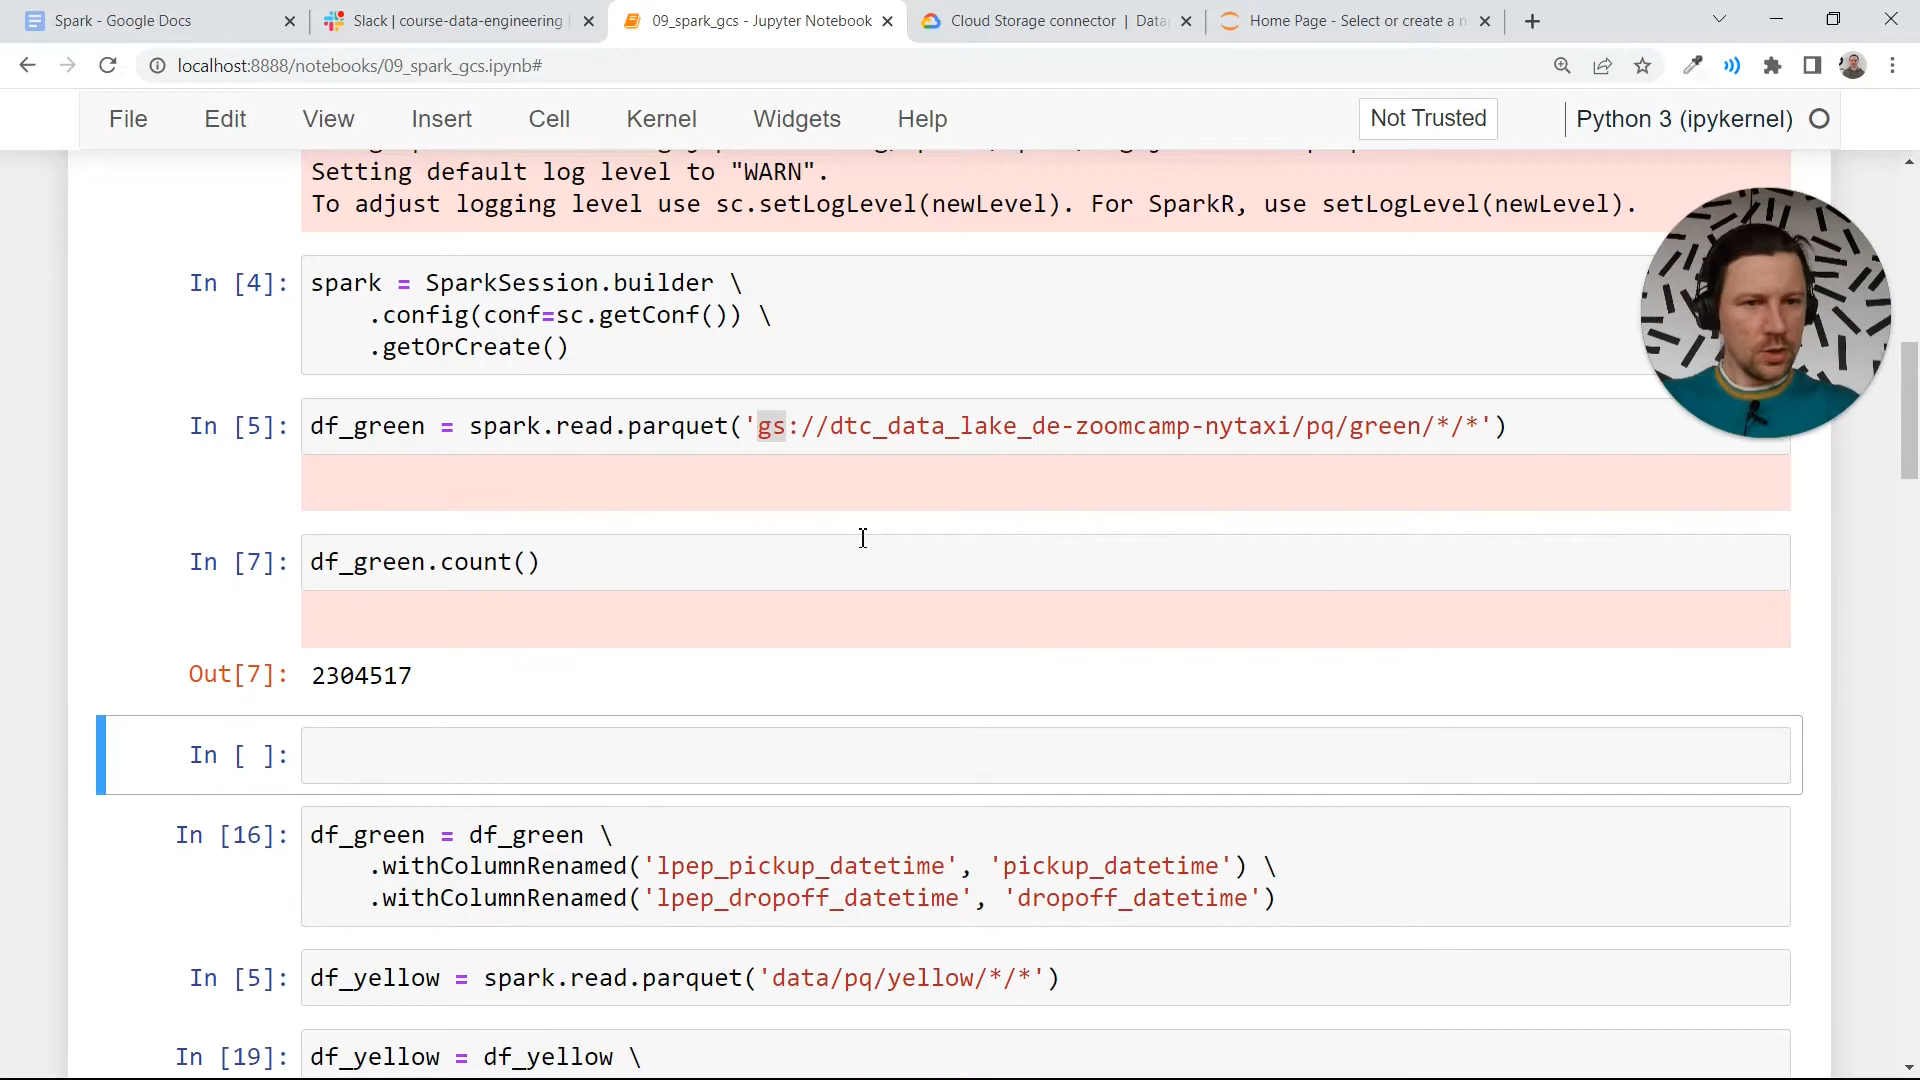 Spark - Google Docs
Slack | course-data-engineering
09_spark_gcs - Jupyter Notebook
Cloud Storage connector | Data
Home Page - Select or create a n
localhost:8888/notebooks/09_spark_gcs.ipynb#
File Edit View Insert Cell Kernel Widgets Help
Not Trusted
Python 3 (ipykernel)
Setting default log level to "WARN".
To adjust logging level use sc.setLogLevel(newLevel). For SparkR, use setLogLevel(newLevel).
In [4]: spark = SparkSession.builder \
.config(conf=sc.getConf()) \
.getOrCreate()
In [5]: df_green = spark.read.parquet('gs://dtc_data_lake_de-zoomcamp-nytaxi/pq/green/*/*')
In [7]: df_green.count()
Out[7]: 2304517
In [ ]:
In [16]: df_green = df_green \
.withColumnRenamed('lpep_pickup_datetime', 'pickup_datetime') \
.withColumnRenamed('lpep_dropoff_datetime', 'dropoff_datetime')
In [5]: df_yellow = spark.read.parquet('data/pq/yellow/*/*')
In [19]: df_yellow = df_yellow \